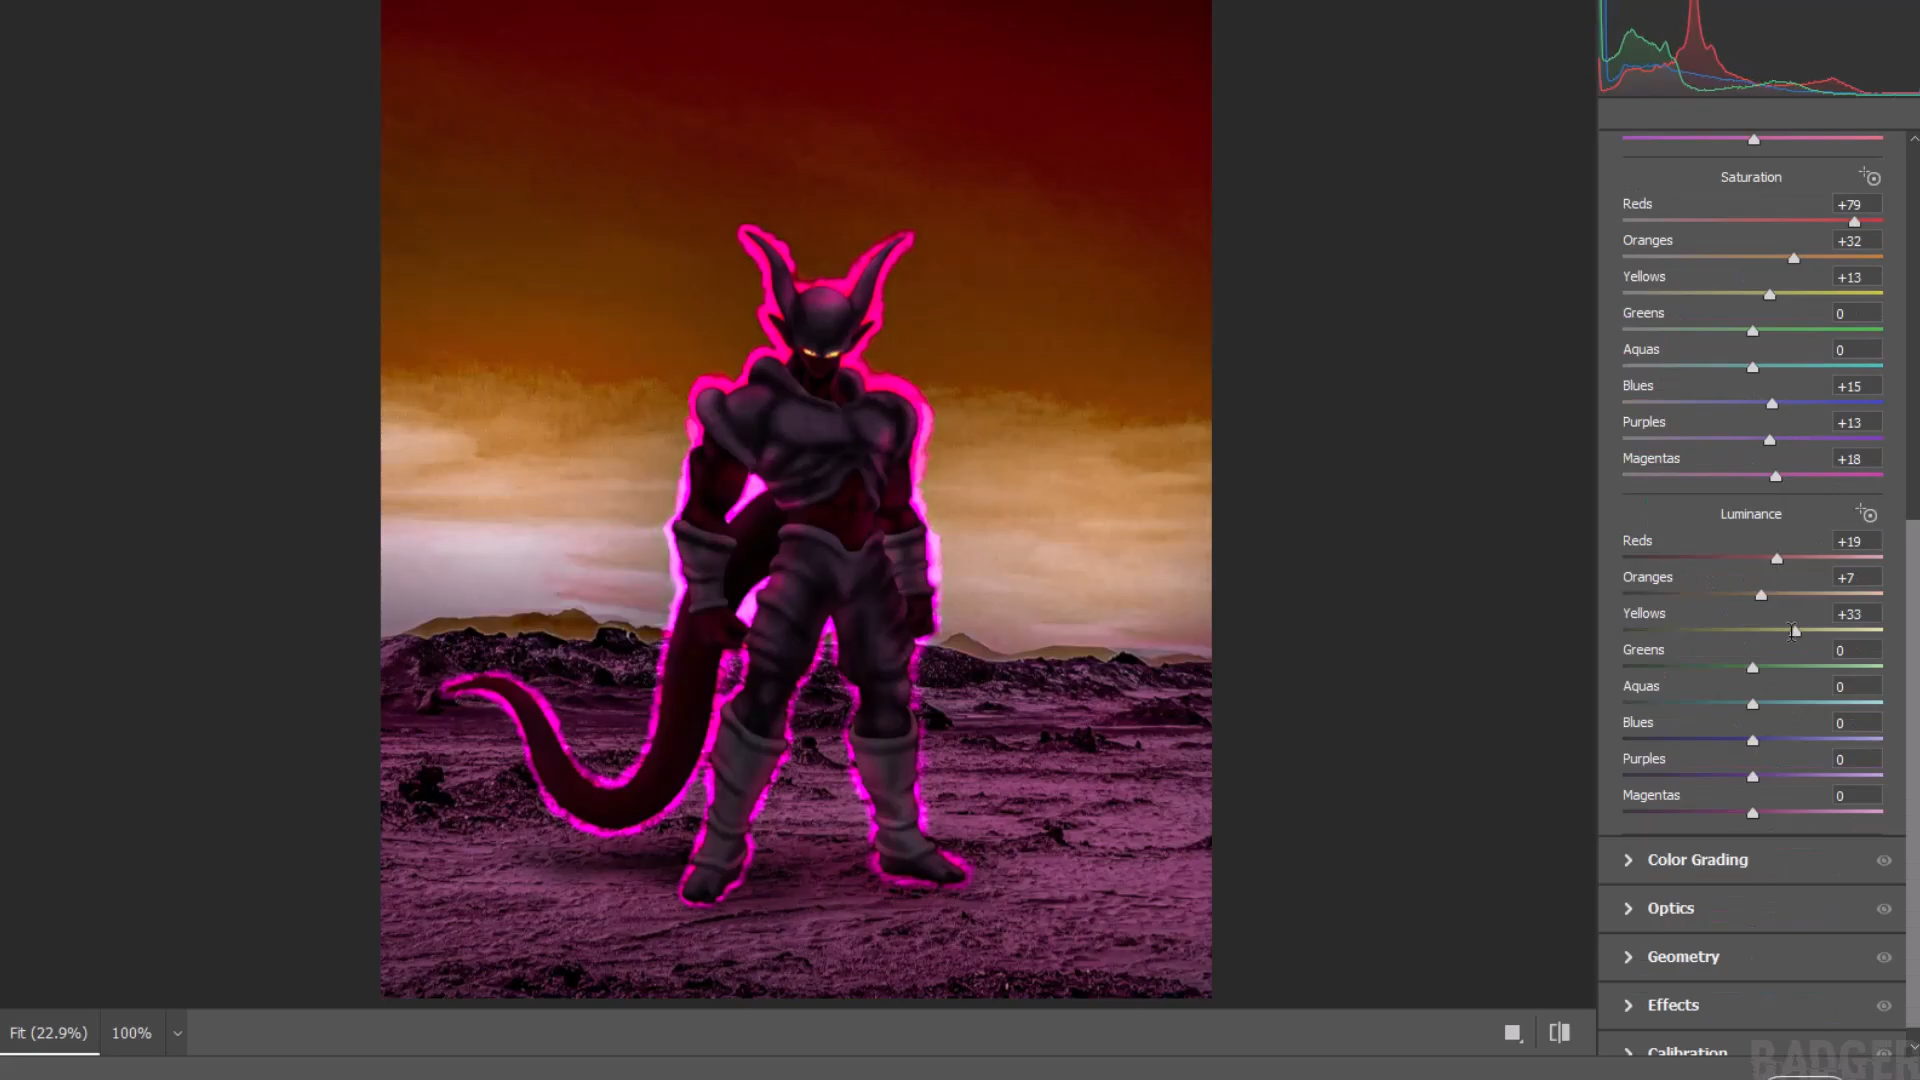 Saturation
Reds +79
Oranges +32
Yellows +13
Greens 0
Aquas 0
Blues +15
Purples +13
Magentas +18
Luminance
Reds +19
Oranges +7
Yellows +33
Greens 0
Aquas 0
Blues 0
Purples 0
Magentas 0
Color Grading
Optics
Geometry
Effects
Calibration
Fit (22.9%) 100%
BADGER